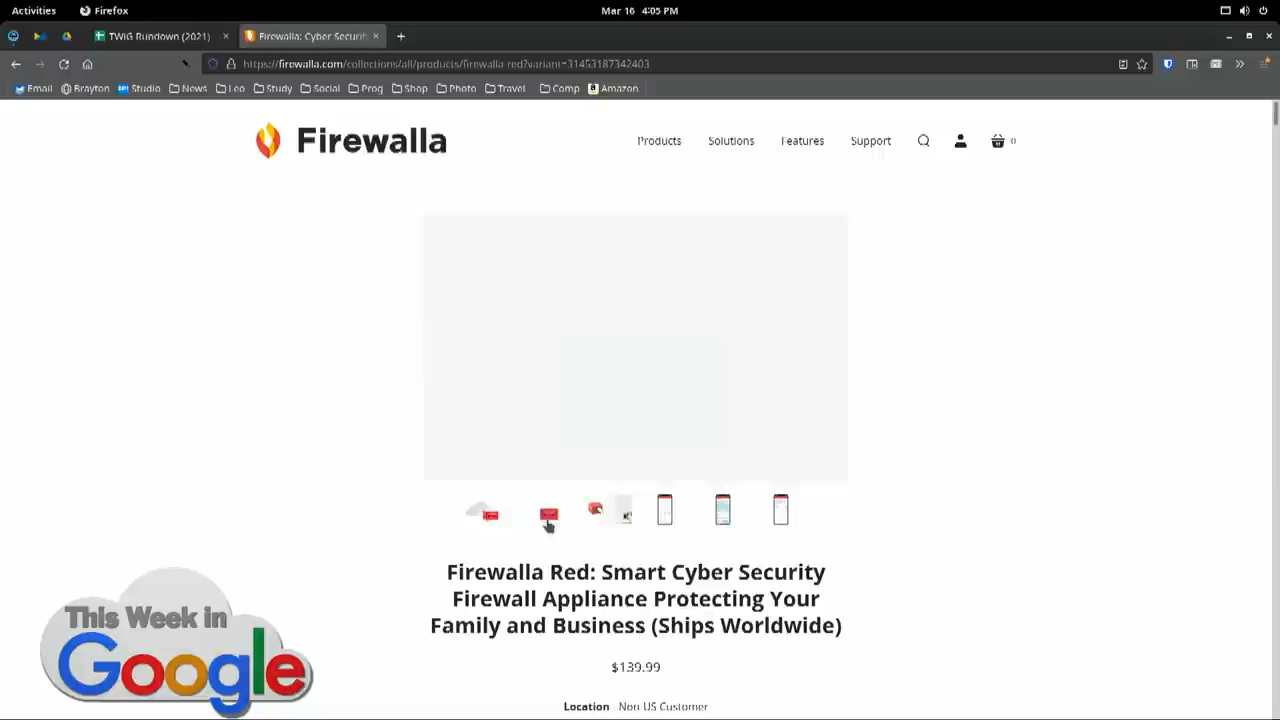 Activities
Firefox
Mar 16 4:05 PM
TWiG Rundown (2021)
Firewalla: Cyber Securit
https://firewalla.com/collections/all/products/firewalla-red?variant=31453187342403
Email
Brayton
Studio
News
Leo
Study
Social
Prog
Shop
Photo
Travel
Comp
Amazon
Firewalla
Products
Solutions
Features
Support
0
Firewalla Red: Smart Cyber Security
Firewall Appliance Protecting Your
Family and Business (Ships Worldwide)
$139.99
Location Non US Customer
This Week in
Google